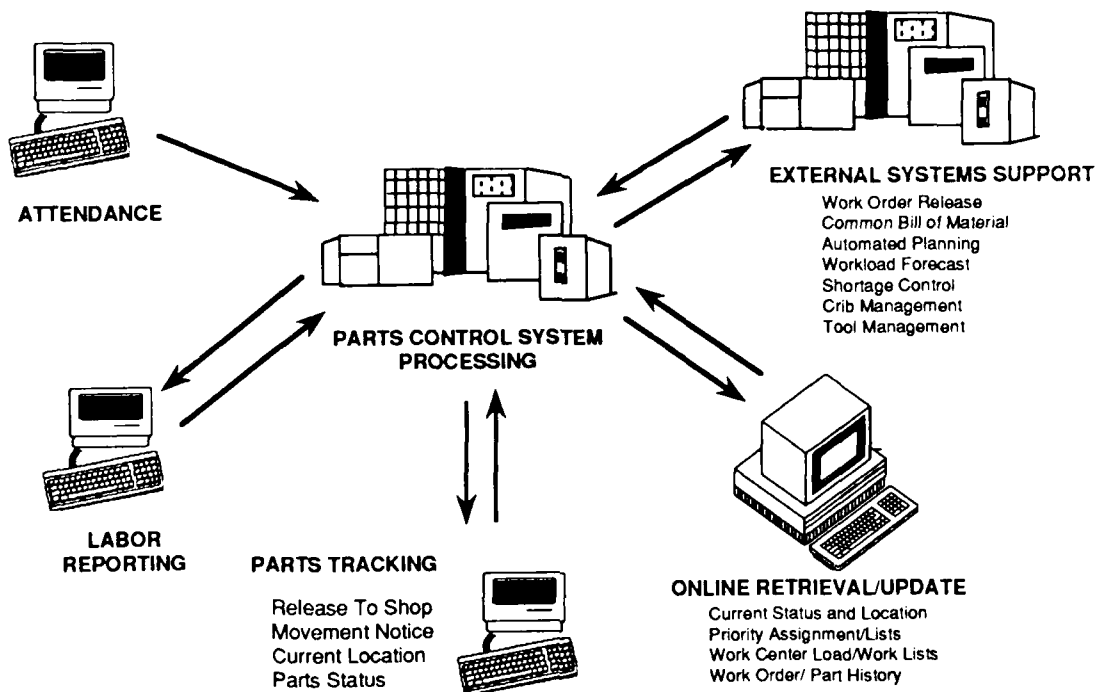 ATTENDANCE
EXTERNAL SYSTEMS SUPPORT
Work Order Release
Common Bill of Material
Automated Planning
Workload Forecast
Shortage Control
Crib Management
Tool Management
PARTS CONTROL SYSTEM
PROCESSING
LABOR
REPORTING
PARTS TRACKING
Release To Shop
Movement Notice
Current Location
Parts Status
ONLINE RETRIEVAL/UPDATE
Current Status and Location
Priority Assignment/Lists
Work Center Load/Work Lists
Work Order/ Part History